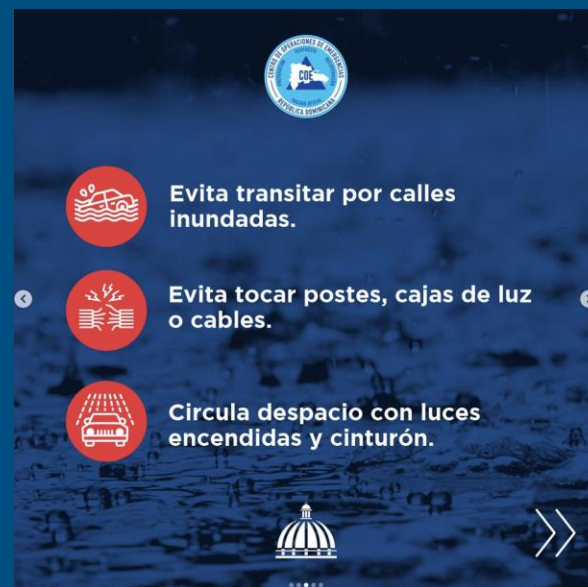 CENTRO DE OPERACIONES DE EMERGENCIAS
COE
REPÚBLICA DOMINICANA
Evita transitar por calles
inundadas.
Evita tocar postes, cajas de luz
o cables.
Circula despacio con luces
encendidas y cinturón.